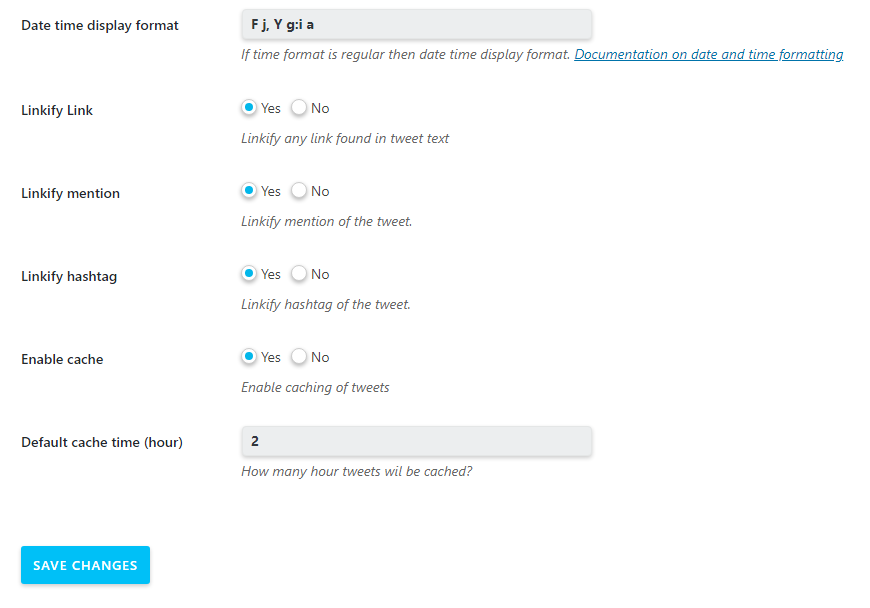 Date time display format
F j, Y g:i a
If time format is regular then date time display format. Documentation on date and time formatting
Linkify Link
Yes No
Linkify any link found in tweet text
Linkify mention
Yes No
Linkify mention of the tweet.
Linkify hashtag
Yes No
Linkify hashtag of the tweet.
Enable cache
Yes No
Enable caching of tweets
Default cache time (hour)
2
How many hour tweets wil be cached?
SAVE CHANGES